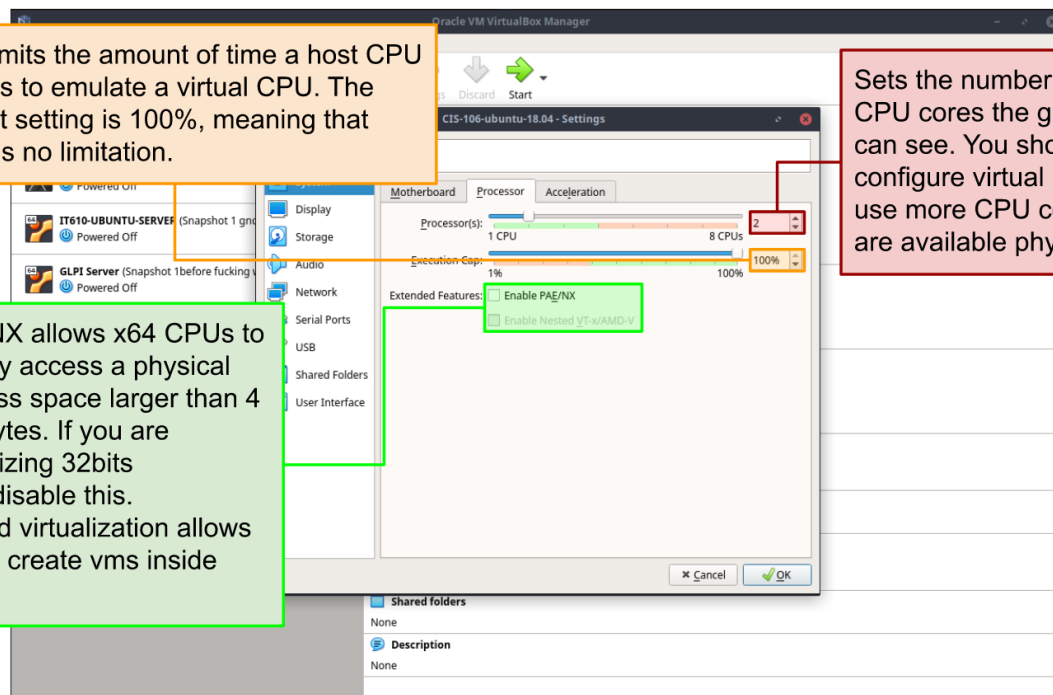 Oracle VM VirtualBox Manager
mits the amount of time a host CPU
s to emulate a virtual CPU. The
t setting is 100%, meaning that
s no limitation.
Discard
Start
Sets the number
CPU cores the g
can see. You sho
configure virtual
use more CPU c
are available phy
CIS-106-ubuntu-18.04 - Settings
Powered Off
IT610-UBUNTU-SERVER (Snapshot 1 gno
Powered Off
GLPI Server (Snapshot 1before fucking w
Powered Off
Display
Storage
Audio
Network
Serial Ports
USB
Shared Folders
User Interface
Motherboard Processor Acceleration
Processor(s): 2
1 CPU 8 CPUs
Execution Cap: 100%
1% 100%
Extended Features: Enable PAE/NX
Enable Nested VT-x/AMD-V
NX allows x64 CPUs to
y access a physical
ss space larger than 4
ytes. If you are
izing 32bits
disable this.
d virtualization allows
create vms inside
Cancel OK
Shared folders
None
Description
None